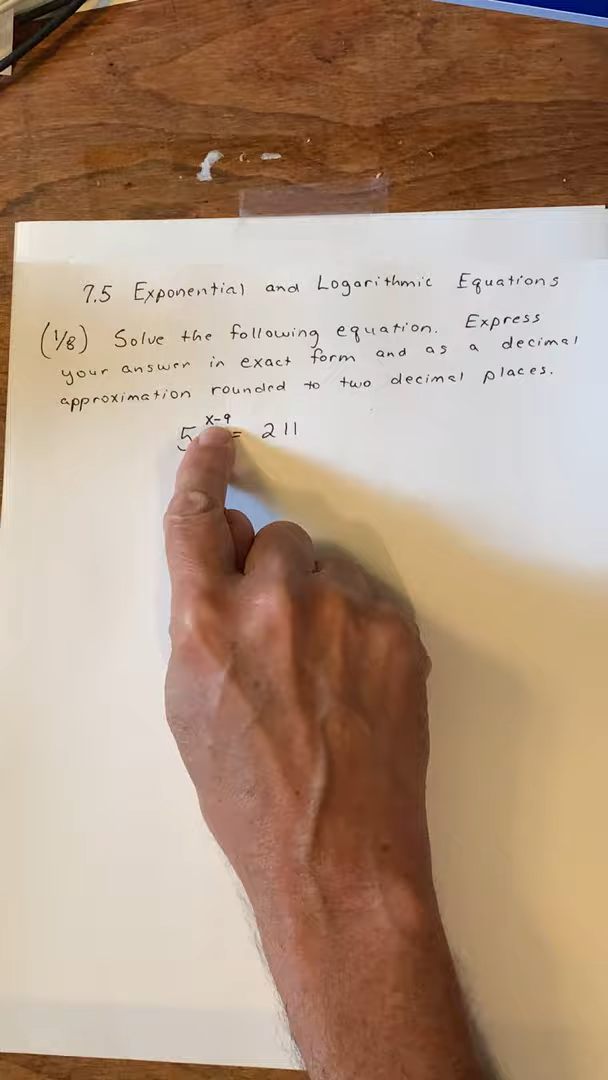 7.5 Exponential and Logarithmic Equations
(1/8) Solve the following equation. Express
your answer in exact form and as a decimal
approximation rounded to two decimal places.
5^{x-9} = 211